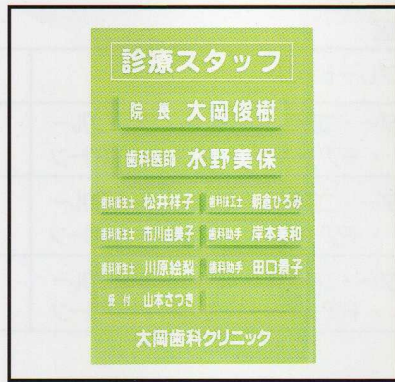 診療スタッフ
院長 大岡俊樹
歯科医師 水野美保
歯科衛生士 松井祥子 歯科技工士 朝倉ひろみ
歯科衛生士 市川由美子 歯科助手 岸本美和
歯科衛生士 川原絵梨 歯科助手 田口景子
受付 山本さつき
大岡歯科クリニック